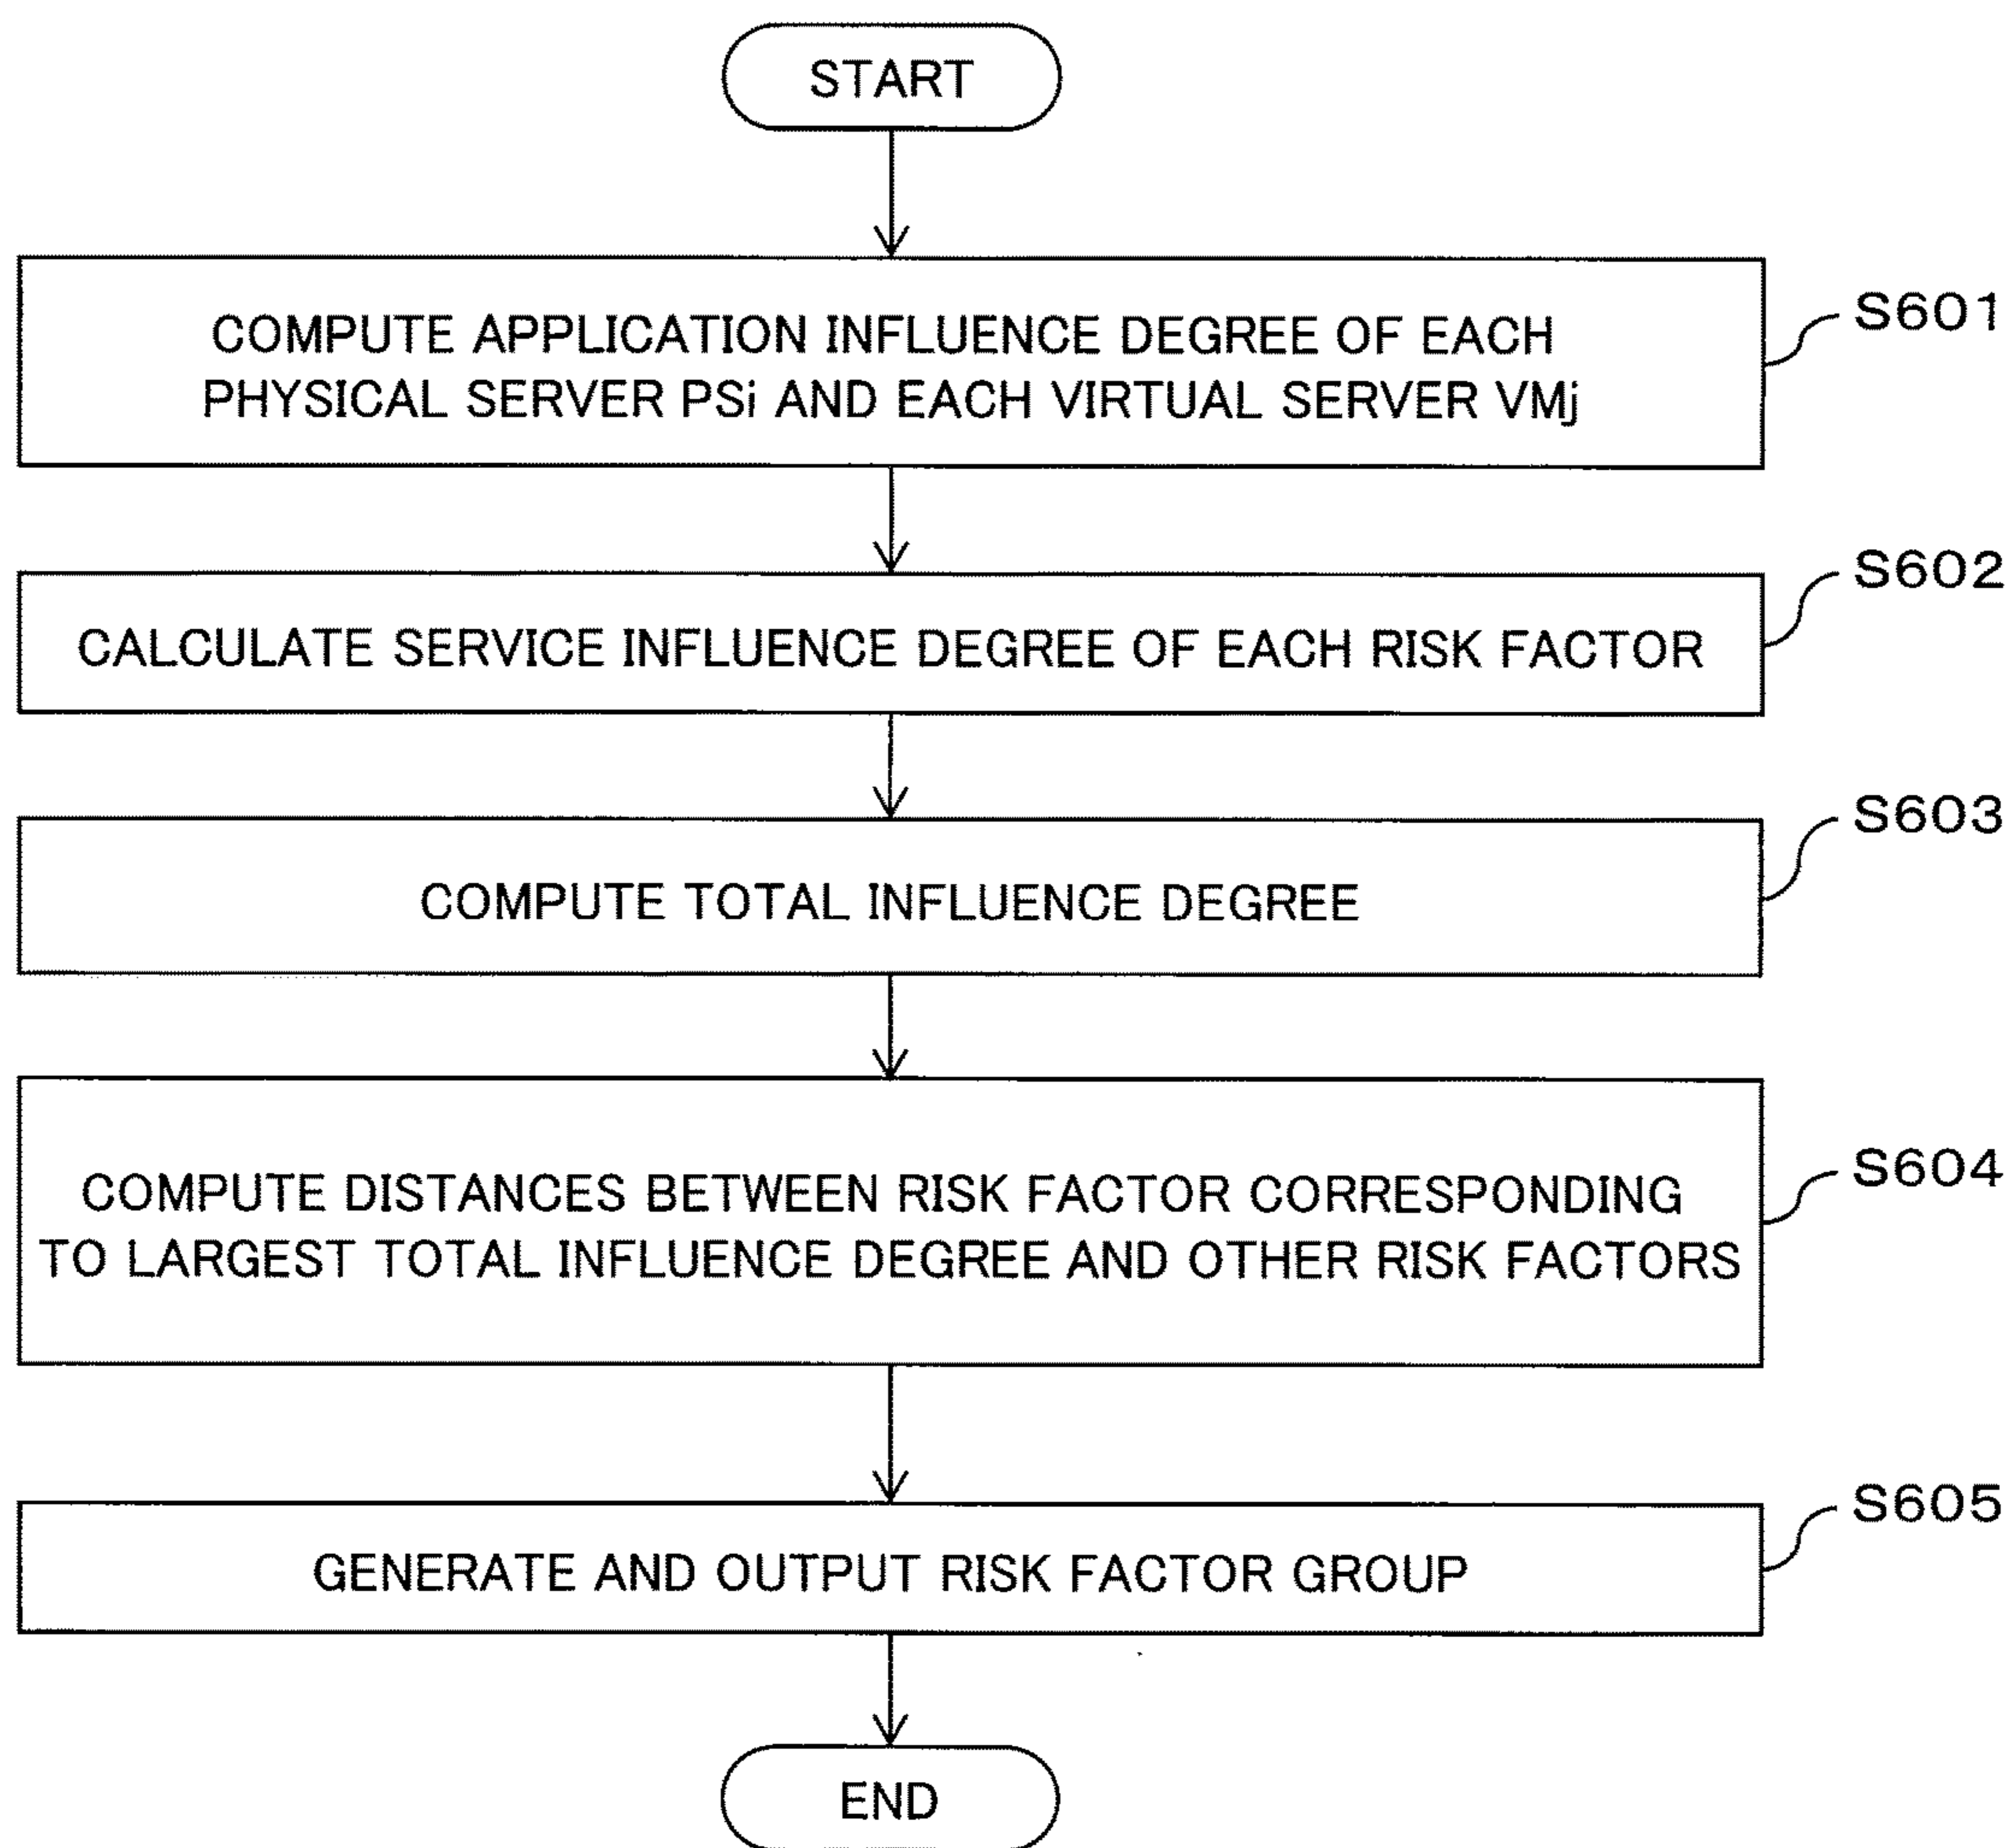 START
COMPUTE APPLICATION INFLUENCE DEGREE OF EACH
PHYSICAL SERVER PSi AND EACH VIRTUAL SERVER VMj
S601
CALCULATE SERVICE INFLUENCE DEGREE OF EACH RISK FACTOR
S602
COMPUTE TOTAL INFLUENCE DEGREE
S603
COMPUTE DISTANCES BETWEEN RISK FACTOR CORRESPONDING
TO LARGEST TOTAL INFLUENCE DEGREE AND OTHER RISK FACTORS
S604
GENERATE AND OUTPUT RISK FACTOR GROUP
S605
END